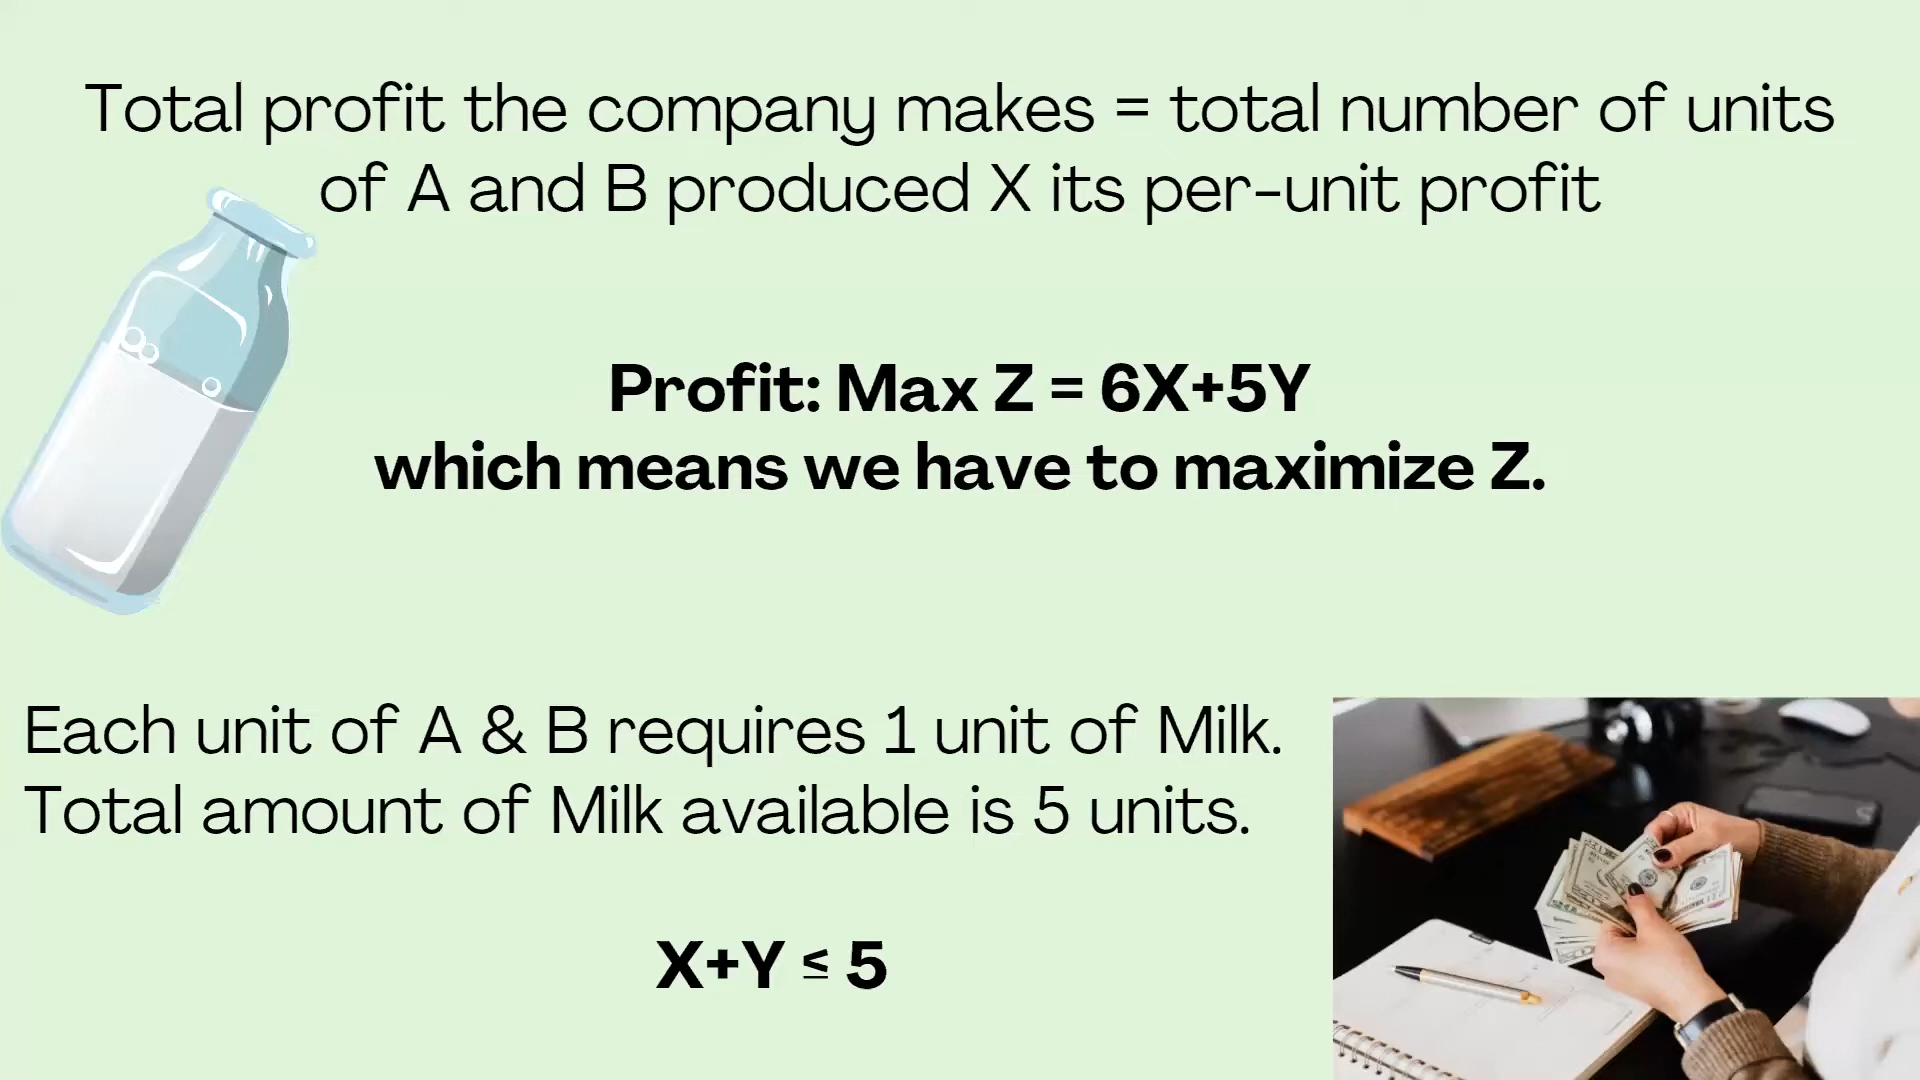 Total profit the company makes = total number of units
of A and B produced X its per-unit profit
Profit: Max Z = 6X+5Y
which means we have to maximize Z.
Each unit of A & B requires 1 unit of Milk.
Total amount of Milk available is 5 units.
X+Y ≤ 5